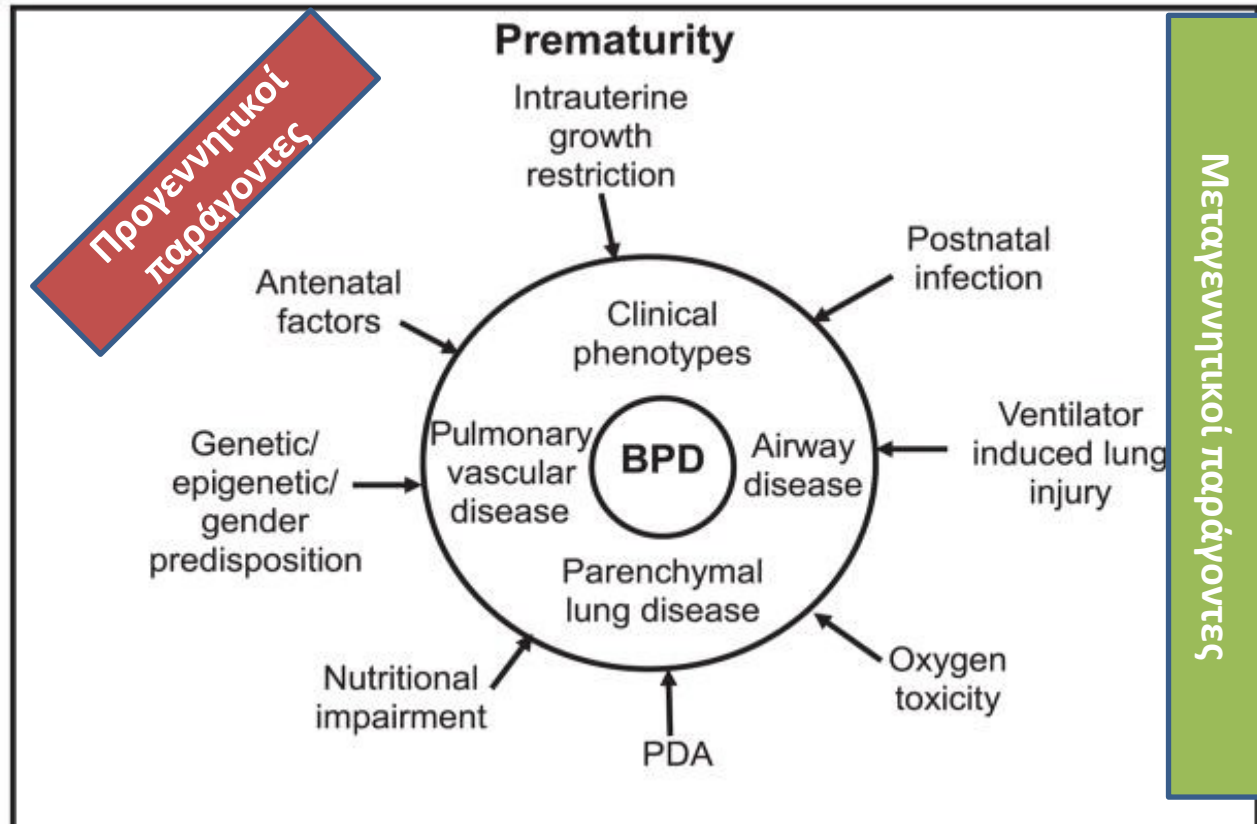 Prematurity
Προγεννητικοί
παράγοντες
Intrauterine
growth
restriction
Postnatal
infection
Antenatal
factors
Clinical
phenotypes
Ventilator
induced lung
injury
Genetic/
epigenetic/
gender
predisposition
Pulmonary
vascular
disease
BPD
Airway
disease
Parenchymal
lung disease
Nutritional
impairment
PDA
Oxygen
toxicity
Μεταγεννητικοί παράγοντες